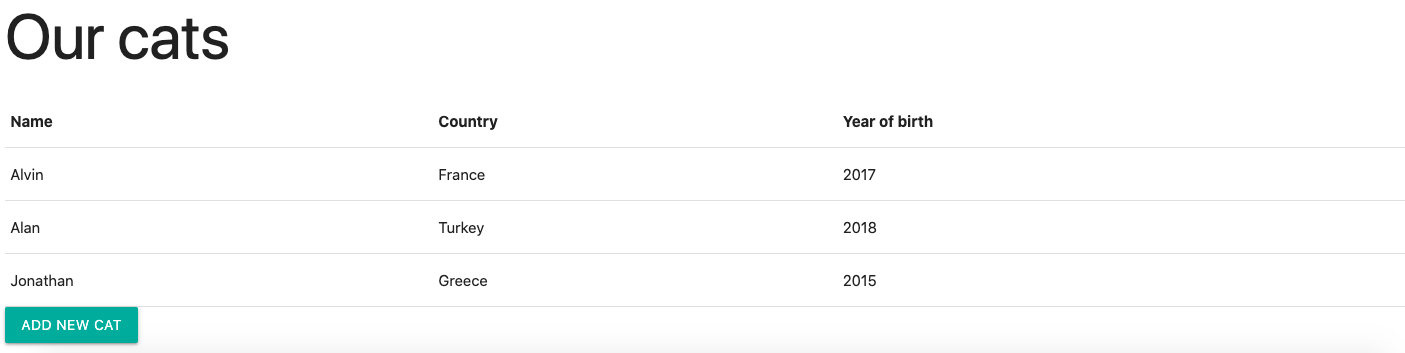 Our cats
Name Country Year of birth
Alvin France 2017
Alan Turkey 2018
Jonathan Greece 2015
ADD NEW CAT